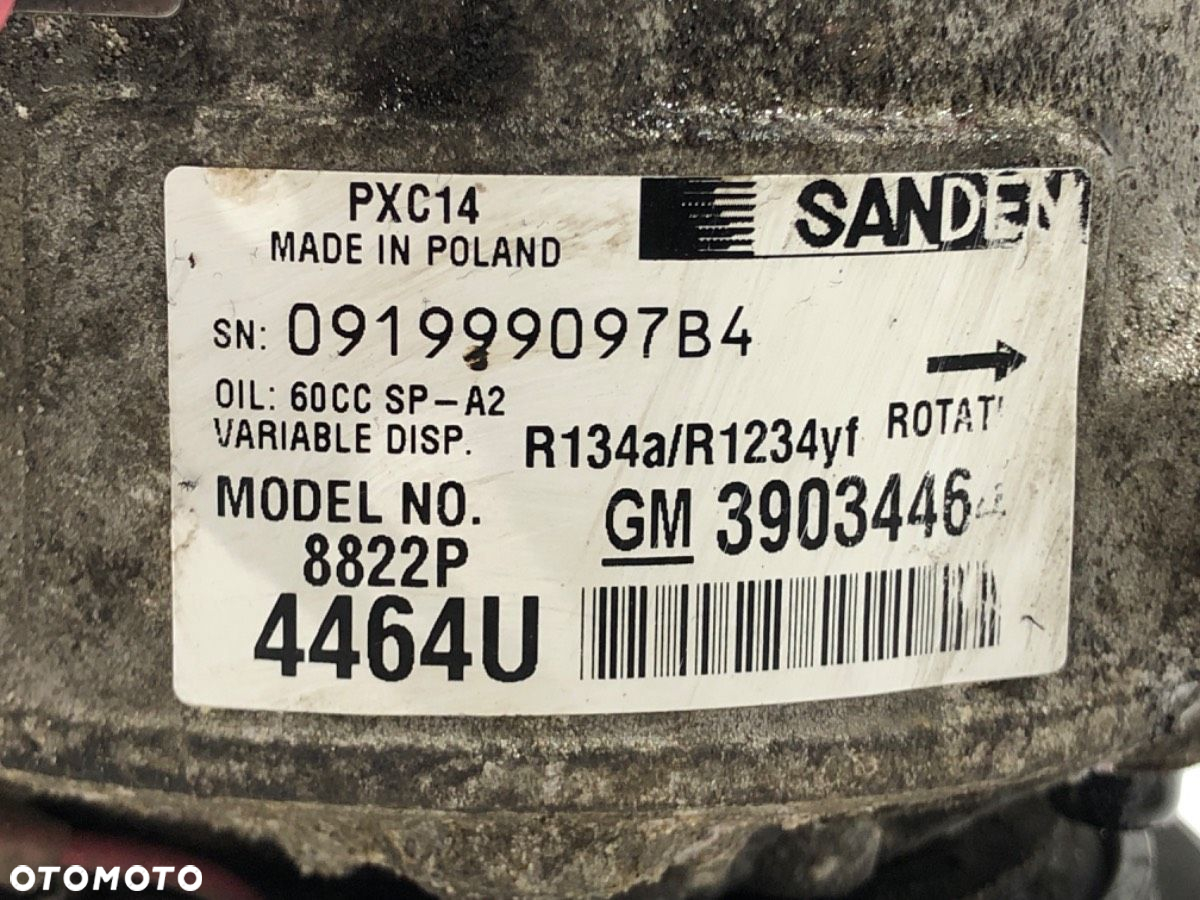 PXC14
MADE IN POLAND
SANDEN
SN: 091999097B4
OIL: 60CC SP-A2
VARIABLE DISP.
R134a/R1234yf
MODEL NO.
8822P
GM 3903446
4464U
OTOMOTO